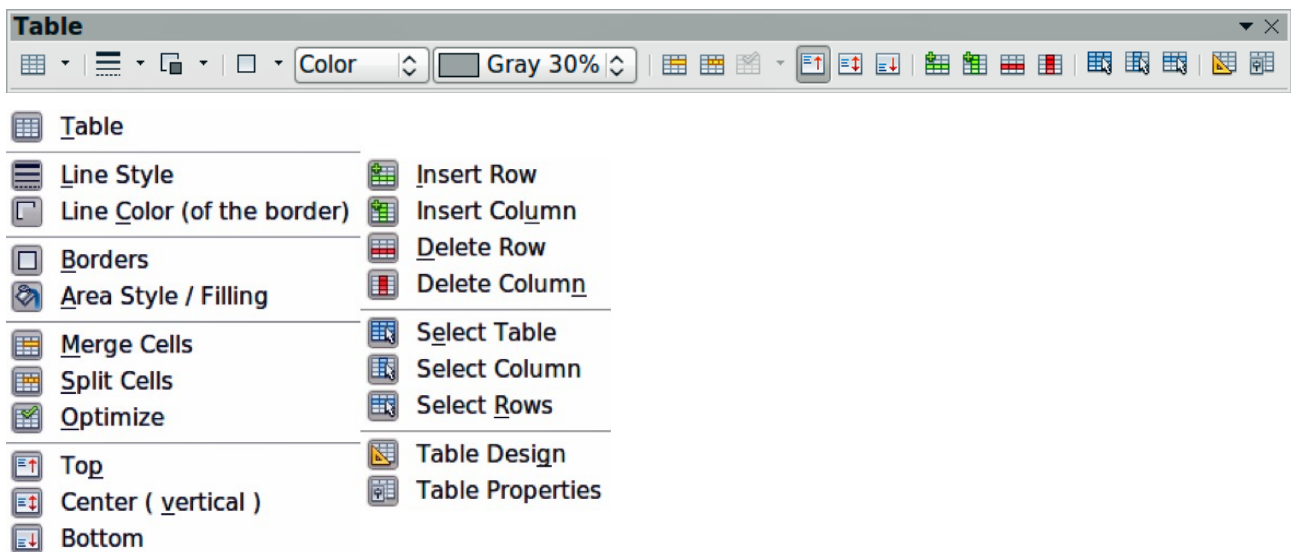 Table
Color
Gray 30%
Table
Line Style
Line Color (of the border)
Borders
Area Style / Filling
Merge Cells
Split Cells
Optimize
Top
Center ( vertical )
Bottom
Insert Row
Insert Column
Delete Row
Delete Column
Select Table
Select Column
Select Rows
Table Design
Table Properties